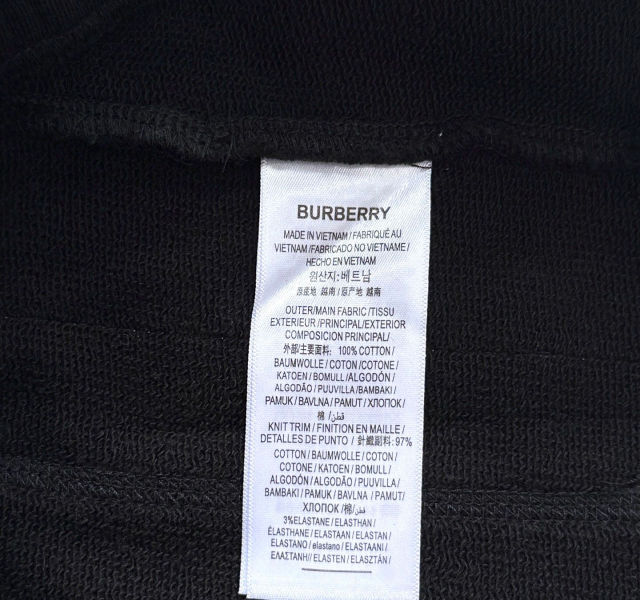 BURBERRY
MADE IN VIETNAM / FABRIQUÉ AU
VIETNAM / FABRICADO NO VIETNAME /
HECHO EN VIETNAM
원산지: 베트남
原産地 越南 / 原产地 越南
OUTER/MAIN FABRIC / TISSU
EXTERIEUR / PRINCIPAL/EXTERIOR
COMPOSICION PRINCIPAL/
外部/主要面料: 100% COTTON /
BAUMWOLLE / COTON /COTONE /
KATOEN / BOMULL /ALGODÓN /
ALGODÃO / PUUVILLA /BAMBAKI /
PAMUK / BAVLNA / PAMUT / ХЛОПОК /
棉 / قطن/
KNIT TRIM / FINITION EN MAILLE /
DETALLES DE PUNTO / 針織副料: 97%
COTTON / BAUMWOLLE / COTON /
COTONE / KATOEN / BOMULL /
ALGODÓN / ALGODÃO / PUUVILLA /
BAMBAKI / PAMUK / BAVLNA / PAMUT/
ХЛОПОК /棉/ قطن/
3%ELASTANE / ELASTHAN /
ÉLASTHANE / ELASTAAN / ELASTAN /
ELASTANO / elastano / ELASTAANI /
ΕΛΑΣΤΑΝΗ// ELASTEN / ELASZTÁN /